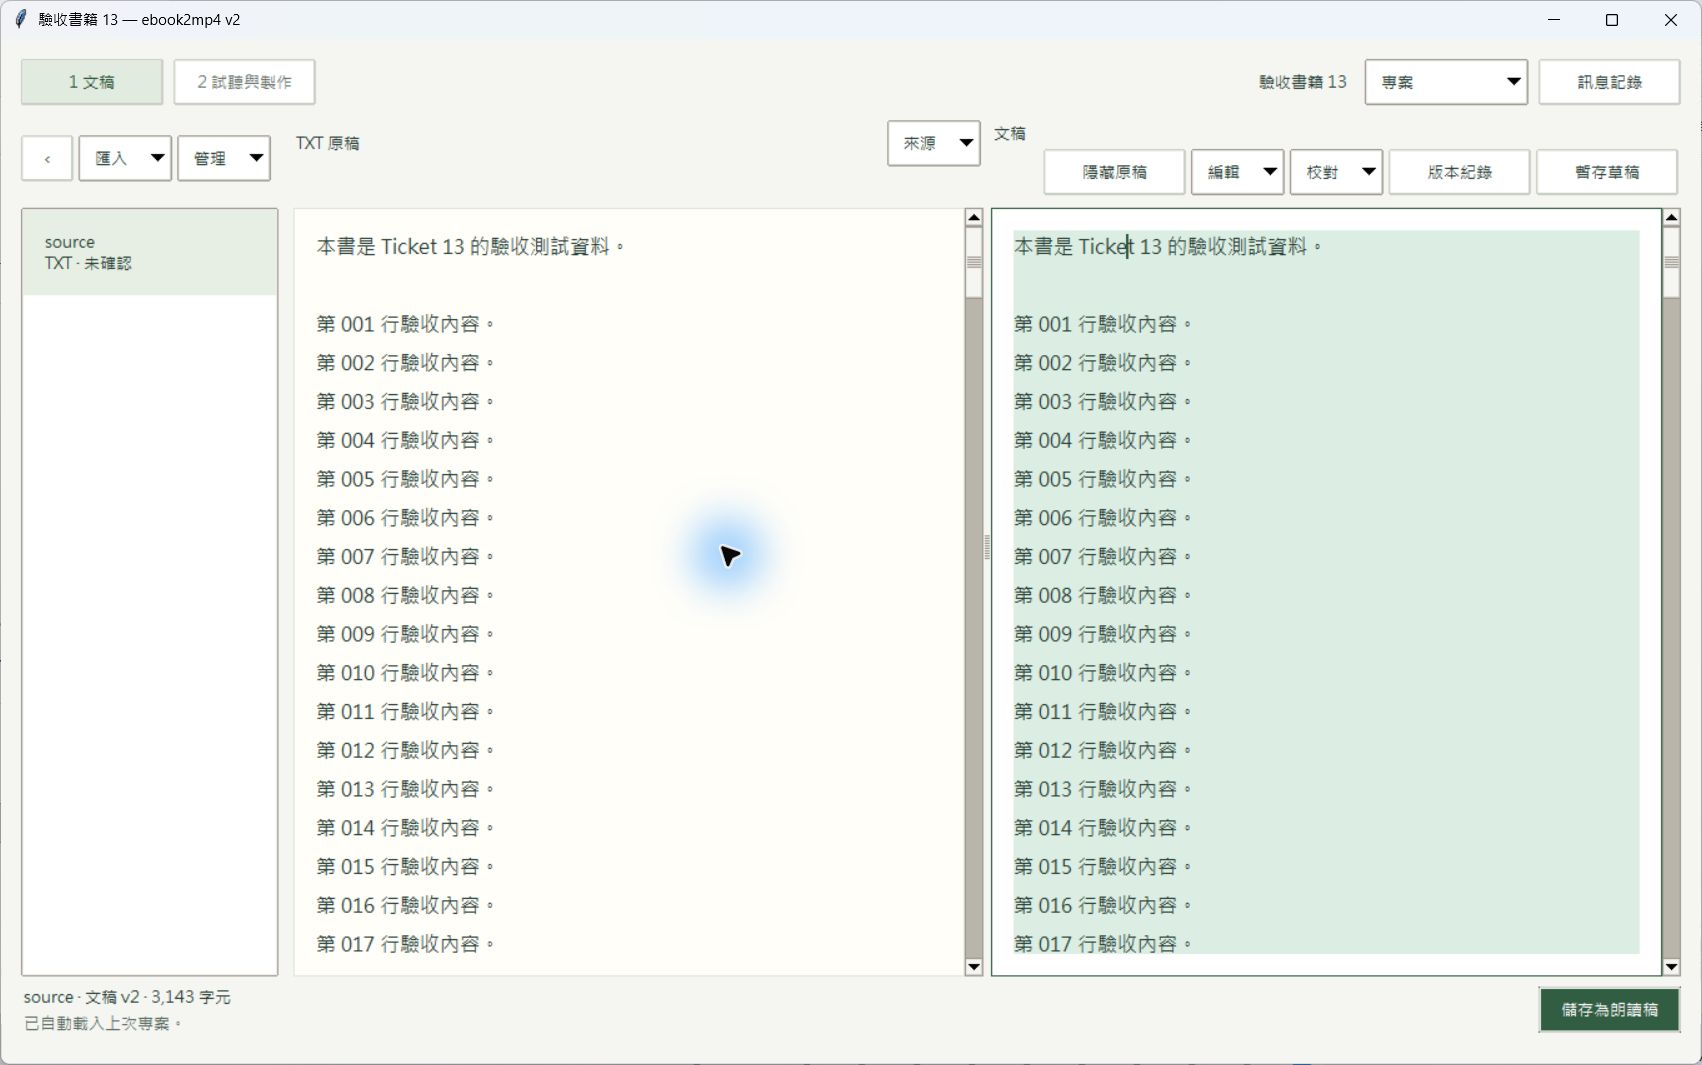 驗收書籍 13 — ebook2mp4 v2
1 文稿
2 試聽與製作
驗收書籍 13
專案
訊息記錄
‹
匯入
管理
TXT 原稿
來源
文稿
隱藏原稿
編輯
校對
版本紀錄
暫存草稿
source
TXT · 未確認
本書是 Ticket 13 的驗收測試資料。
第 001 行驗收內容。
第 002 行驗收內容。
第 003 行驗收內容。
第 004 行驗收內容。
第 005 行驗收內容。
第 006 行驗收內容。
第 007 行驗收內容。
第 008 行驗收內容。
第 009 行驗收內容。
第 010 行驗收內容。
第 011 行驗收內容。
第 012 行驗收內容。
第 013 行驗收內容。
第 014 行驗收內容。
第 015 行驗收內容。
第 016 行驗收內容。
第 017 行驗收內容。
本書是 Ticket 13 的驗收測試資料。
第 001 行驗收內容。
第 002 行驗收內容。
第 003 行驗收內容。
第 004 行驗收內容。
第 005 行驗收內容。
第 006 行驗收內容。
第 007 行驗收內容。
第 008 行驗收內容。
第 009 行驗收內容。
第 010 行驗收內容。
第 011 行驗收內容。
第 012 行驗收內容。
第 013 行驗收內容。
第 014 行驗收內容。
第 015 行驗收內容。
第 016 行驗收內容。
第 017 行驗收內容。
source · 文稿 v2 · 3,143 字元
已自動載入上次專案。
儲存為朗讀稿